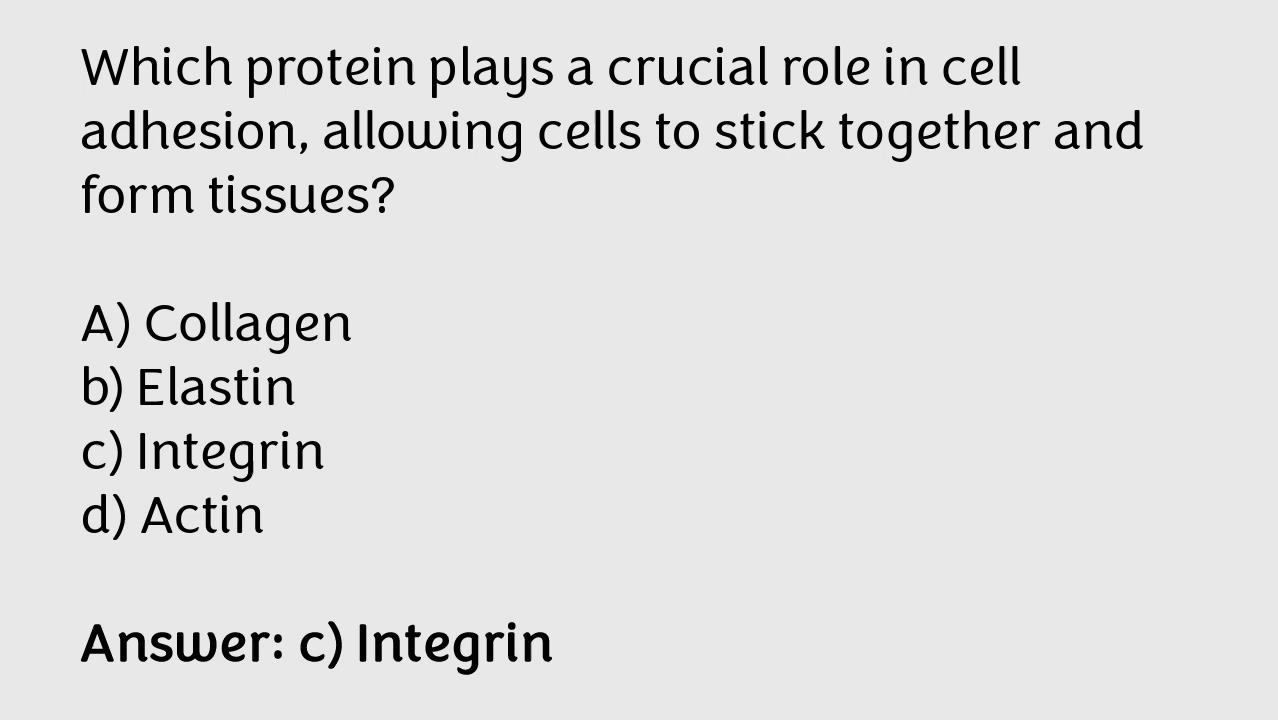 Which protein plays a crucial role in cell
adhesion, allowing cells to stick together and
form tissues?
A) Collagen
b) Elastin
c) Integrin
d) Actin
Answer: c) Integrin